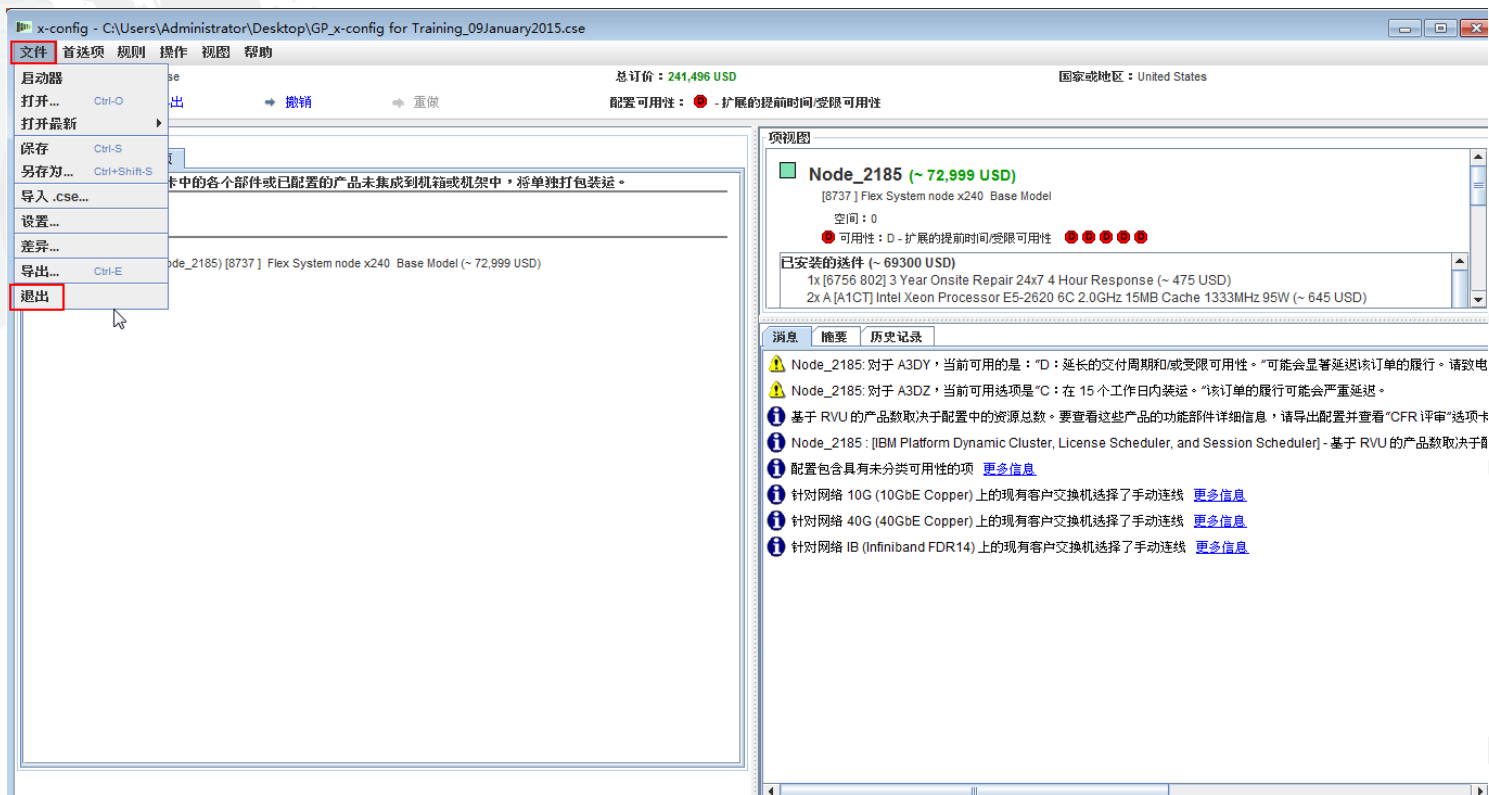 x-config - C:\Users\Administrator\Desktop\GP_x-config for Training_09January2015.cse
文件 首选项 规则 操作 视图 帮助
启动器
打开... Ctrl-O
打开最新
保存 Ctrl-S
另存为... Ctrl+Shift-S
导入 .cse...
设置...
差异...
导出... Ctrl-E
退出
se
总订价：241,496 USD
国家或地区：United States
出
撤销
重做
配置可用性： D - 扩展的提前时间/受限可用性
卡中的各个部件或已配置的产品未集成到机箱或机架中，将单独打包装运。
ode_2185) [8737 ] Flex System node x240 Base Model (~ 72,999 USD)
项视图
Node_2185 (~ 72,999 USD)
[8737 ] Flex System node x240 Base Model
空间：0
D 可用性：D - 扩展的提前时间/受限可用性 D D D D D
已安装的选件 (~ 69300 USD)
1x [6756 802] 3 Year Onsite Repair 24x7 4 Hour Response (~ 475 USD)
2x A [A1CT] Intel Xeon Processor E5-2620 6C 2.0GHz 15MB Cache 1333MHz 95W (~ 645 USD)
消息 摘要 历史记录
Node_2185: 对于 A3DY，当前可用的是："D：延长的交付周期和/或受限可用性。"可能会显著延迟该订单的履行。请致电
Node_2185: 对于 A3DZ，当前可用选项是"C：在 15 个工作日内装运。"该订单的履行可能会严重延迟。
基于 RVU 的产品数取决于配置中的资源总数。要查看这些产品的功能部件详细信息，请导出配置并查看"CFR 评审"选项卡
Node_2185 : [IBM Platform Dynamic Cluster, License Scheduler, and Session Scheduler] - 基于 RVU 的产品数取决于配
配置包含具有未分类可用性的项 更多信息
针对网络 10G (10GbE Copper) 上的现有客户交换机选择了手动连线 更多信息
针对网络 40G (40GbE Copper) 上的现有客户交换机选择了手动连线 更多信息
针对网络 IB (Infiniband FDR14) 上的现有客户交换机选择了手动连线 更多信息